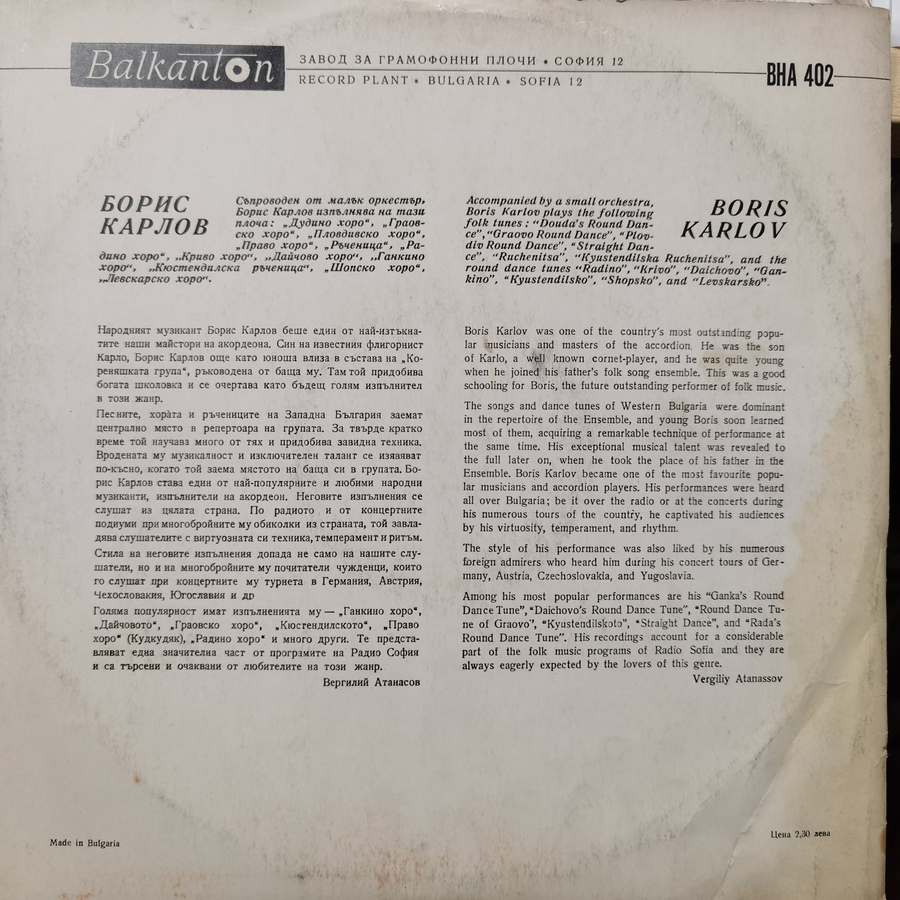 Balkanton
ЗАВОД ЗА ГРАМОФОННИ ПЛОЧИ • СОФИЯ 12
RECORD PLANT • BULGARIA • SOFIA 12
ВНА 402
БОРИС
КАРЛОВ
Съпроводен от малък оркестър,
Борис Карлов изпълнява на тази
плоча: „Дудино хоро“, „Граов-
ско хоро“, „Пловдивско хоро“,
„Право хоро“, „Ръченица“, „Ра-
дино хоро“, „Криво хоро“, „Дайчово хоро“, „Ганкино
хоро“, „Кюстендилска ръченица“, „Шопско хоро“,
„Левскарско хоро“.
Accompanied by a small orchestra,
Boris Karlov plays the following
folk tunes: “Douda's Round Dan-
ce”, “Graovo Round Dance”, “Plov-
div Round Dance”, “Straight Dan-
ce”, “Ruchenitsa”, “Kyustendilska Ruchenitsa”, and the
round dance tunes “Radino”, “Krivo”, “Daichovo”, “Gan-
kino”, “Kyustendilsko”, “Shopsko”, and “Levskarsko”.
BORIS
KARLOV
Народният музикант Борис Карлов беше един от най-изтъкна-
тите наши майстори на акордеона. Син на известния флигорнист
Карло, Борис Карлов още като юноша влиза в състава на „Ко-
реняшката група“, ръководена от баща му. Там той придобива
богата школовка и се очертава като бъдещ голям изпълнител
в този жанр.
Песните, хората и ръчениците на Западна България заемат
централно място в репертоара на групата. За твърде кратко
време той научава много от тях и придобива завидна техника.
Вродената му музикалност и изключителен талант се изявяват
по-късно, когато той заема мястото на баща си в групата. Бо-
рис Карлов става един от най-популярните и любими народни
музиканти, изпълнители на акордеон. Неговите изпълнения се
слушат из цялата страна. По радиото и от концертните
подиуми при многобройните му обиколки из страната, той завла-
дява слушателите с виртуозната си техника, темперамент и ритъм.
Стила на неговите изпълнения допада не само на нашите слу-
шатели, но и на многобройните му почитатели чужденци, които
го слушат при концертните му турнета в Германия, Австрия,
Чехословакия, Югославия и др
Голяма популярност имат изпълненията му — „Ганкино хоро“,
„Дайчовото“, „Граовско хоро“, „Кюстендилското“, „Право
хоро“ (Кудкудяк), „Радино хоро“ и много други. Те предста-
вляват една значителна част от програмите на Радио София
и са търсени и очаквани от любителите на този жанр.
Вергилий Атанасов
Boris Karlov was one of the country's most outstanding popu-
lar musicians and masters of the accordion. He was the son
of Karlo, a well known cornet-player, and he was quite young
when he joined his father's folk song ensemble. This was a good
schooling for Boris, the future outstanding performer of folk music.
The songs and dance tunes of Western Bulgaria were dominant
in the repertoire of the Ensemble, and young Boris soon learned
most of them, acquiring a remarkable technique of performance at
the same time. His exceptional musical talent was revealed to
the full later on, when he took the place of his father in the
Ensemble. Boris Karlov became one of the most favourite popu-
lar musicians and accordion players. His performances were heard
all over Bulgaria; be it over the radio or at the concerts during
his numerous tours of the country, he captivated his audiences
by his virtuosity, temperament, and rhythm.
The style of his performance was also liked by his numerous
foreign admirers who heard him during his concert tours of Ger-
many, Austria, Czechoslovakia, and Yugoslavia.
Among his most popular performances are his “Ganka's Round
Dance Tune”, “Daichovo's Round Dance Tune”, “Round Dance Tu-
ne of Graovo”, “Kyustendilskoto”, “Straight Dance”, and “Rada's
Round Dance Tune”. His recordings account for a considerable
part of the folk music programs of Radio Sofia and they are
always eagerly expected by the lovers of this genre.
Vergiliy Atanassov
Made in Bulgaria
Цена 2,30 лева